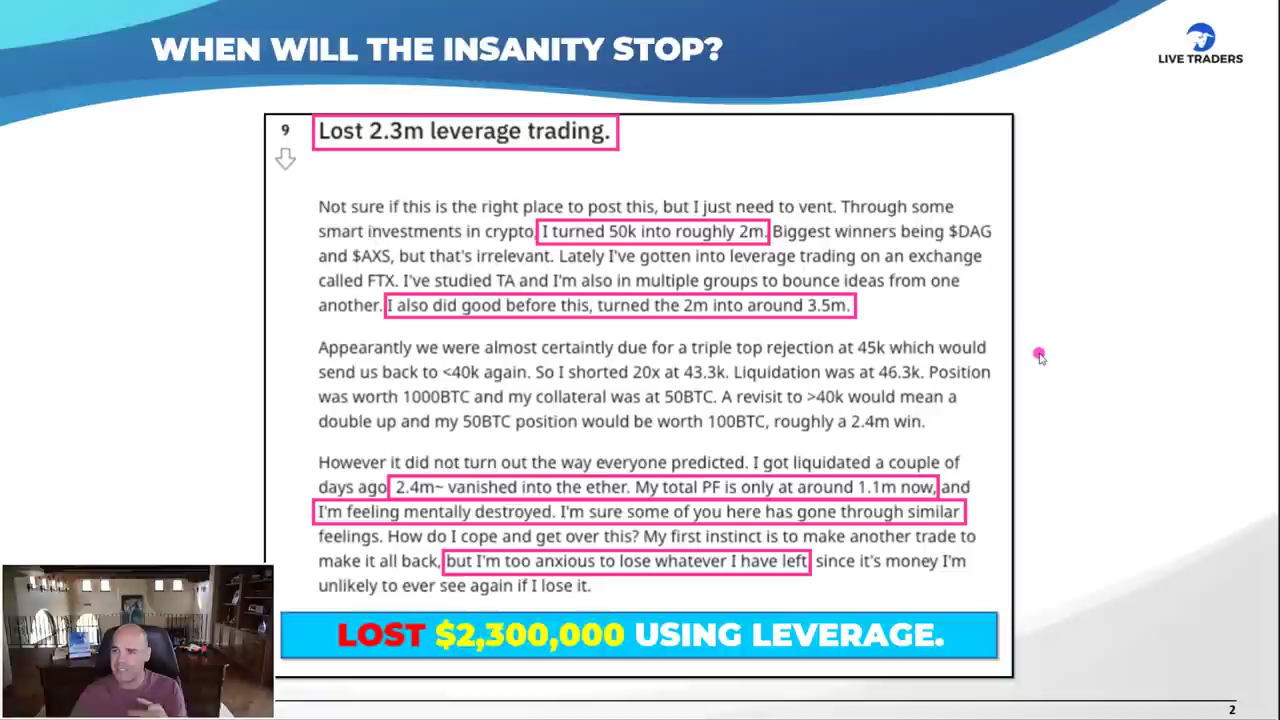 WHEN WILL THE INSANITY STOP?
LIVE TRADERS
9
Lost 2.3m leverage trading.
Not sure if this is the right place to post this, but I just need to vent. Through some
smart investments in crypto, I turned 50k into roughly 2m. Biggest winners being $DAG
and $AXS, but that's irrelevant. Lately I've gotten into leverage trading on an exchange
called FTX. I've studied TA and I'm also in multiple groups to bounce ideas from one
another. I also did good before this, turned the 2m into around 3.5m.
Appearantly we were almost certaintly due for a triple top rejection at 45k which would
send us back to <40k again. So I shorted 20x at 43.3k. Liquidation was at 46.3k. Position
was worth 1000BTC and my collateral was at 50BTC. A revisit to >40k would mean a
double up and my 50BTC position would be worth 100BTC, roughly a 2.4m win.
However it did not turn out the way everyone predicted. I got liquidated a couple of
days ago 2.4m~ vanished into the ether. My total PF is only at around 1.1m now, and
I'm feeling mentally destroyed. I'm sure some of you here has gone through similar
feelings. How do I cope and get over this? My first instinct is to make another trade to
make it all back, but I'm too anxious to lose whatever I have left, since it's money I'm
unlikely to ever see again if I lose it.
LOST $2,300,000 USING LEVERAGE.
2